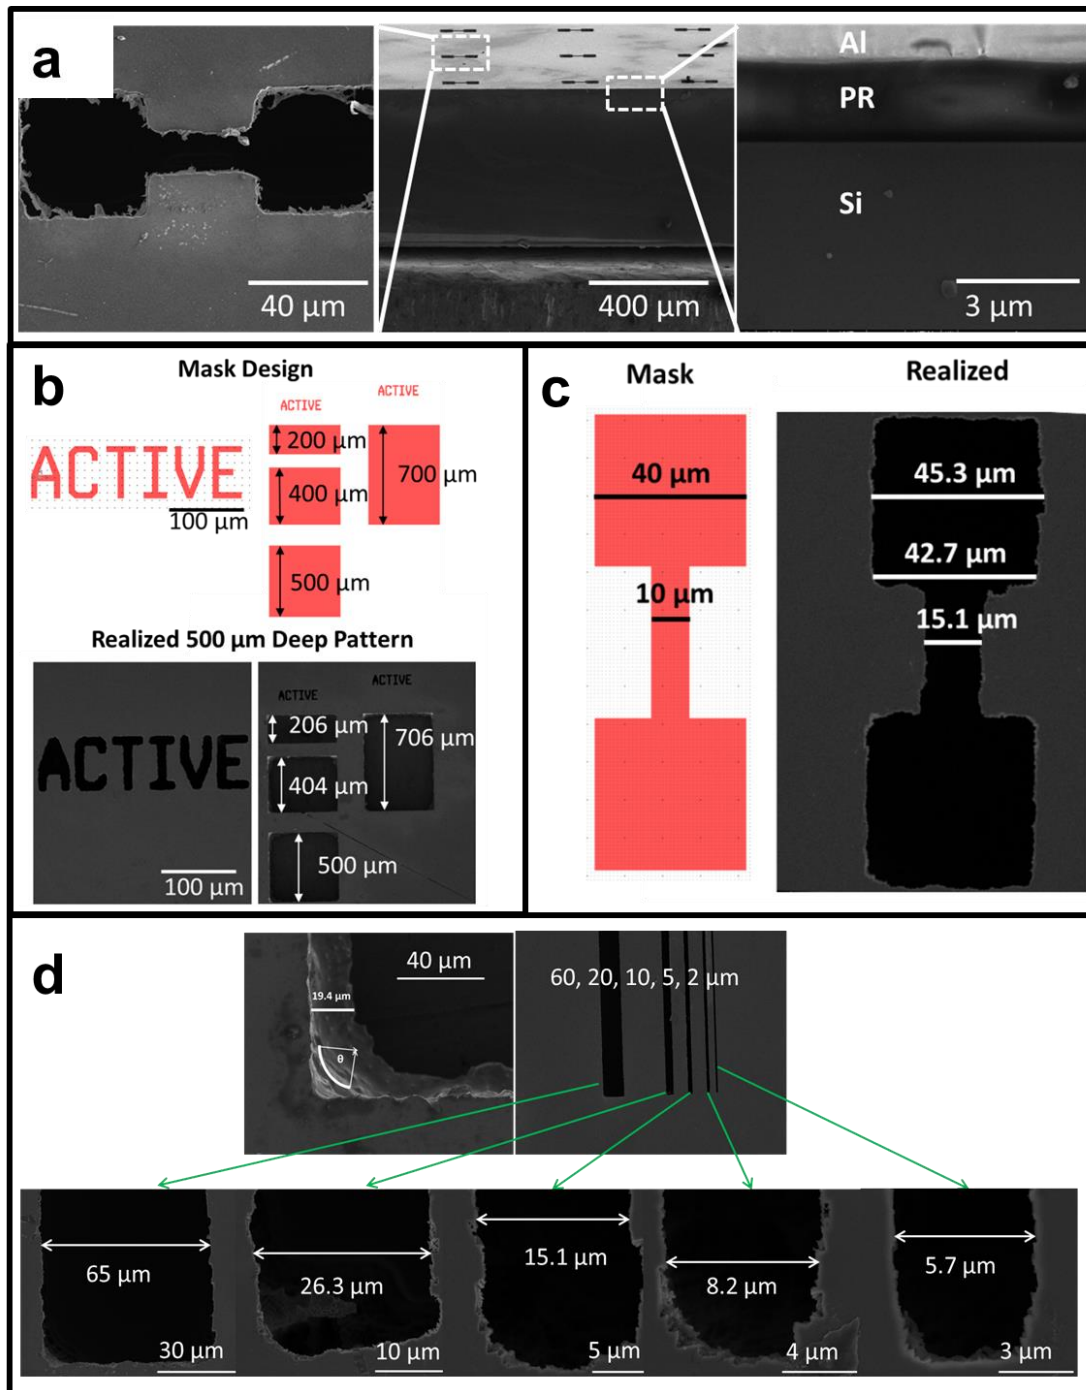 a
40 μm
400 μm
Al
PR
Si
3 μm
b
Mask Design
ACTIVE
100 μm
ACTIVE
ACTIVE
200 μm
400 μm
700 μm
500 μm
Realized 500 μm Deep Pattern
ACTIVE
100 μm
ACTIVE
ACTIVE
206 μm
706 μm
404 μm
500 μm
c
Mask
Realized
40 μm
10 μm
45.3 μm
42.7 μm
15.1 μm
d
40 μm
19.4 μm
θ
60, 20, 10, 5, 2 μm
65 μm
30 μm
26.3 μm
10 μm
15.1 μm
5 μm
8.2 μm
4 μm
5.7 μm
3 μm